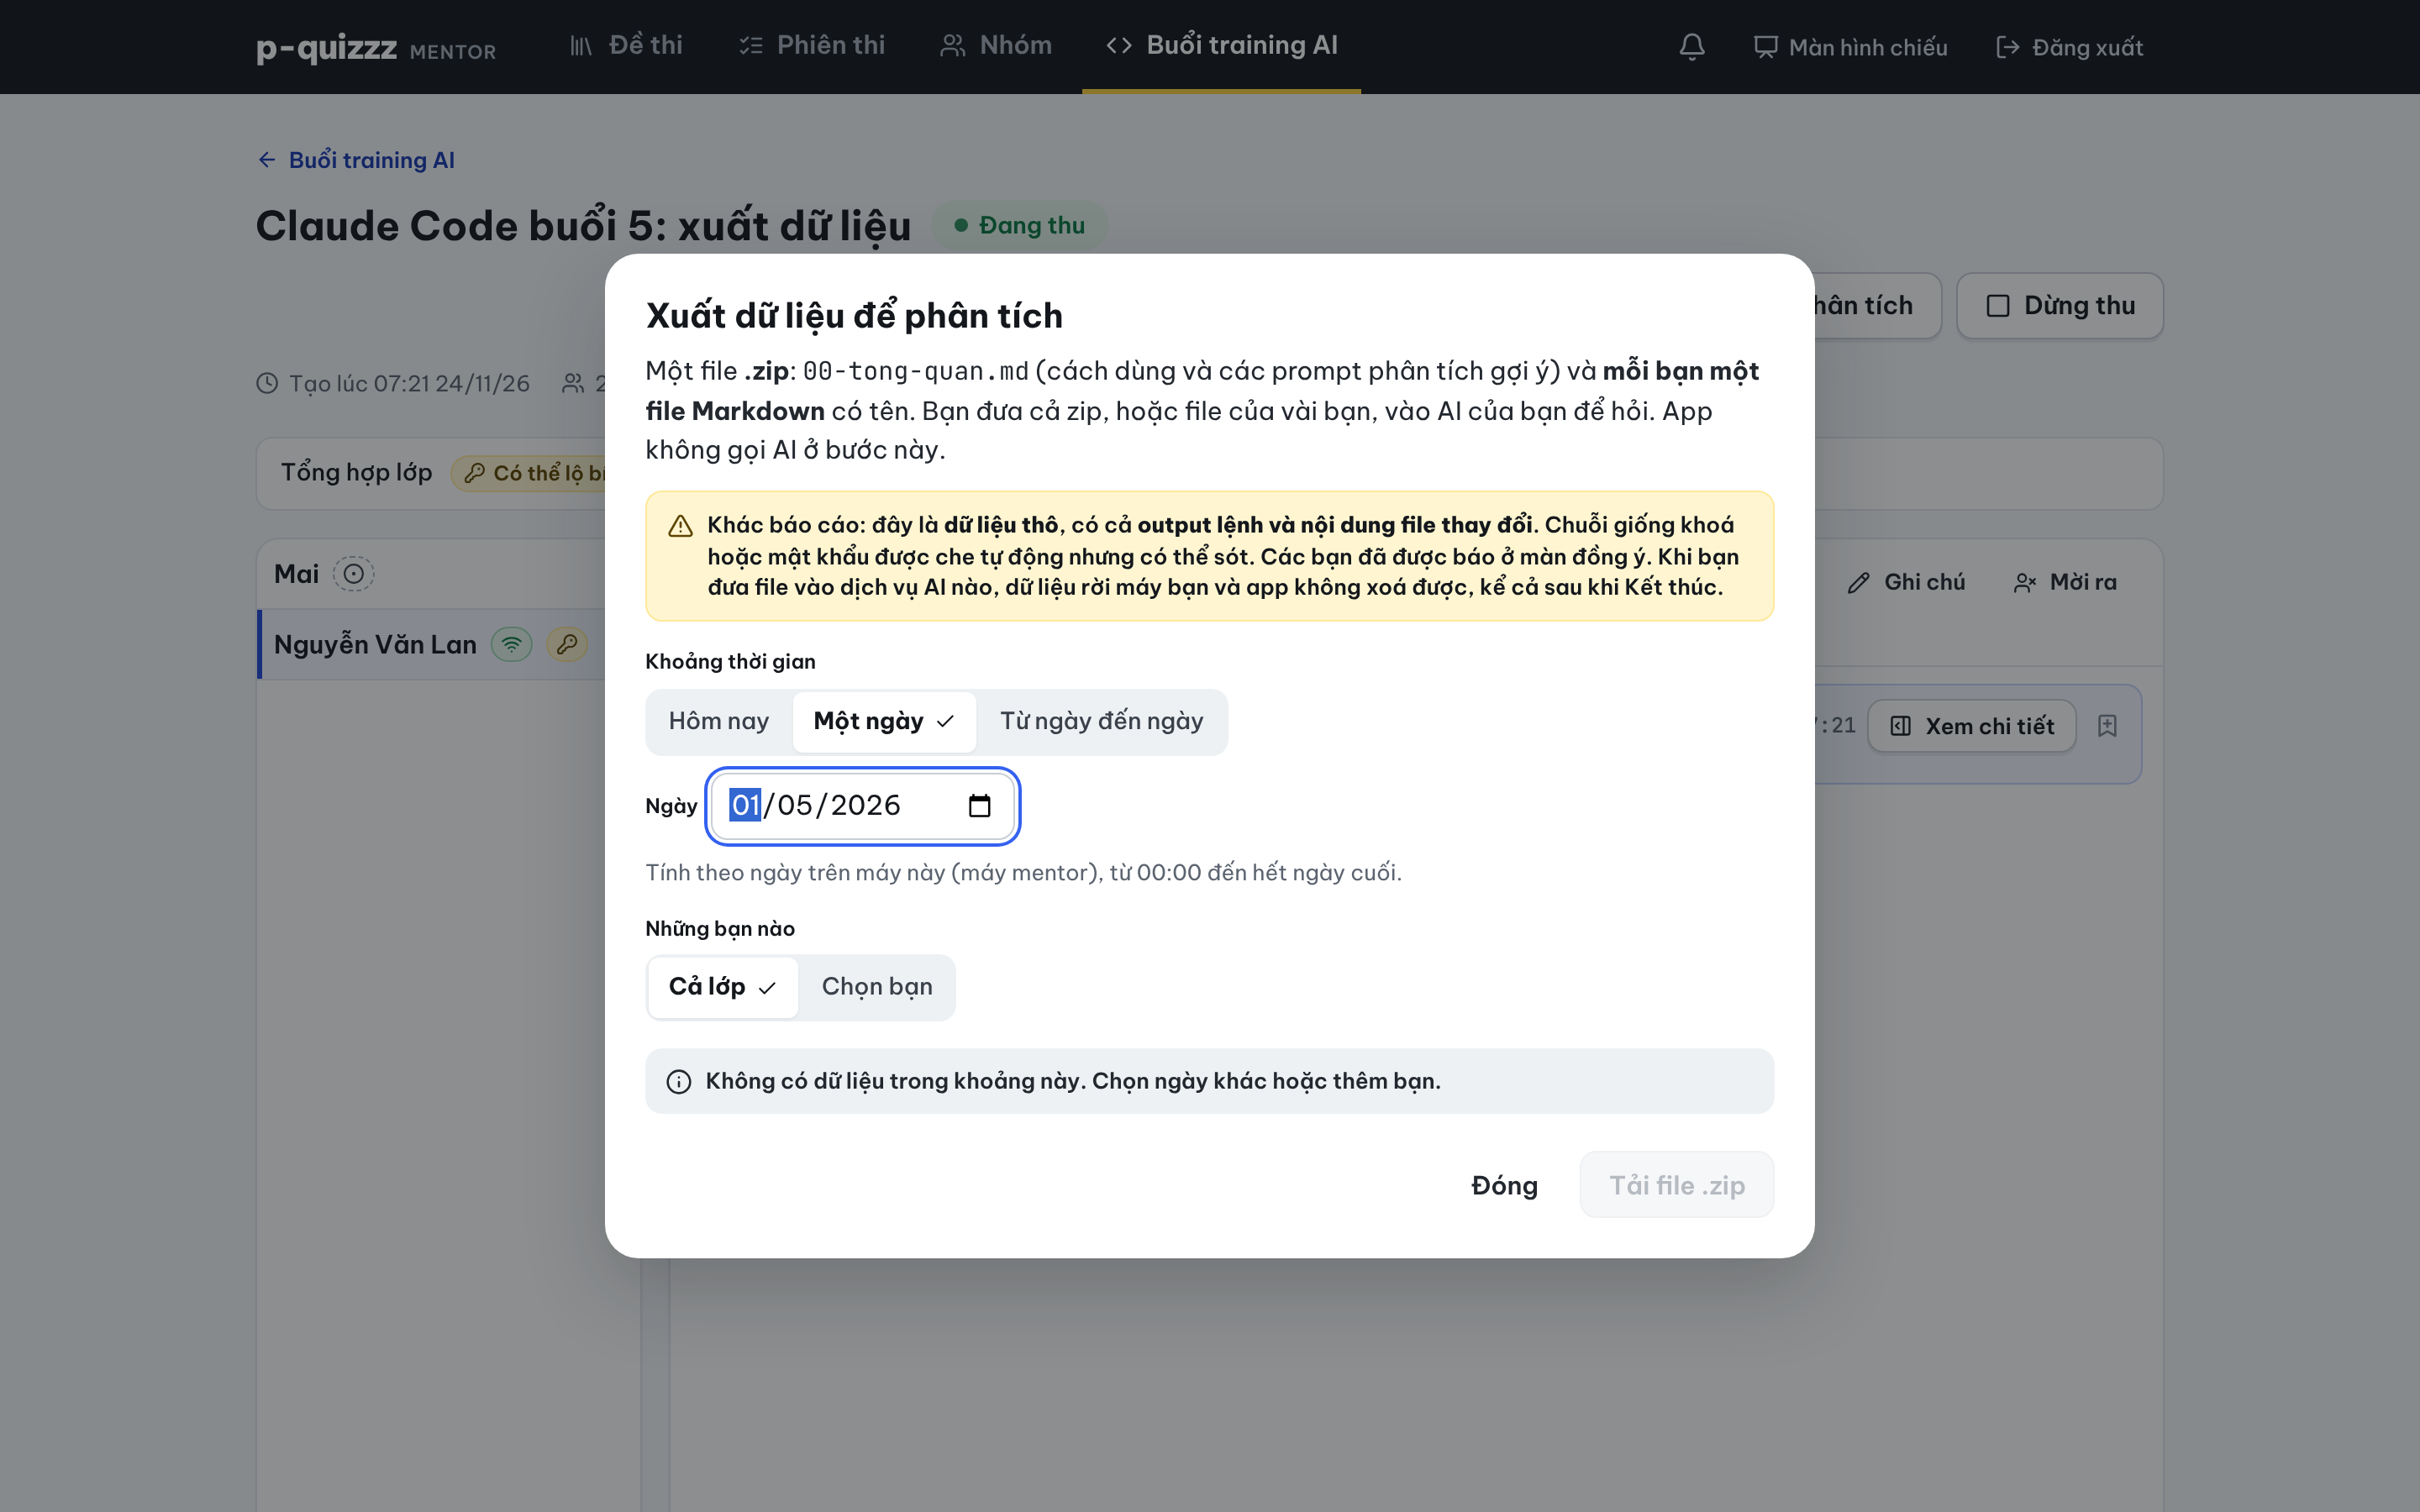 p-quizzz MENTOR
Đề thi
Phiên thi
Nhóm
Buổi training AI
Màn hình chiếu
Đăng xuất
Buổi training AI
Claude Code buổi 5: xuất dữ liệu
Đang thu
hân tích
Dừng thu
Tạo lúc 07:21 24/11/26
2
Tổng hợp lớp
Có thể lộ bí
Mai
Nguyễn Văn Lan
Ghi chú
Mời ra
:21
Xem chi tiết
Xuất dữ liệu để phân tích
Một file .zip: 00-tong-quan.md (cách dùng và các prompt phân tích gợi ý) và mỗi bạn một
file Markdown có tên. Bạn đưa cả zip, hoặc file của vài bạn, vào AI của bạn để hỏi. App
không gọi AI ở bước này.
Khác báo cáo: đây là dữ liệu thô, có cả output lệnh và nội dung file thay đổi. Chuỗi giống khoá
hoặc mật khẩu được che tự động nhưng có thể sót. Các bạn đã được báo ở màn đồng ý. Khi bạn
đưa file vào dịch vụ AI nào, dữ liệu rời máy bạn và app không xoá được, kể cả sau khi Kết thúc.
Khoảng thời gian
Hôm nay
Một ngày
Từ ngày đến ngày
Ngày 01/05/2026
Tính theo ngày trên máy này (máy mentor), từ 00:00 đến hết ngày cuối.
Những bạn nào
Cả lớp
Chọn bạn
Không có dữ liệu trong khoảng này. Chọn ngày khác hoặc thêm bạn.
Đóng
Tải file .zip